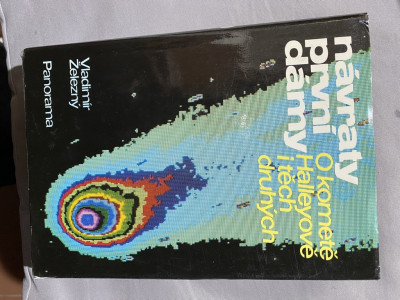 návraty
první
dámy
O kometě
Halleyově
i těch
druhých
Vladimír
Železný
Panorama